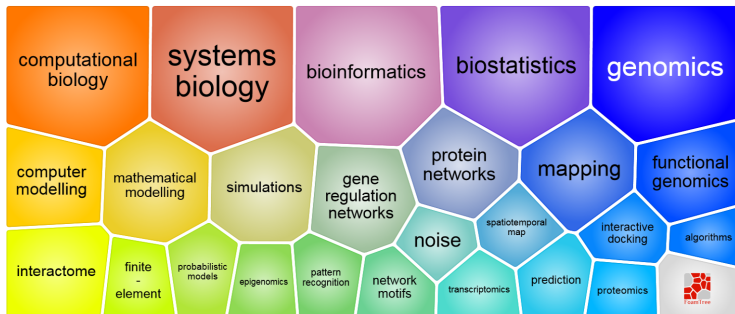 computational
biology
systems
biology
bioinformatics
biostatistics
genomics
computer
modelling
mathematical
modelling
simulations
gene
regulation
networks
protein
networks
mapping
functional
genomics
interactome
finite
-
element
probabilistic
models
epigenomics
pattern
recognition
network
motifs
noise
spatiotemporal
map
transcriptomics
prediction
interactive
docking
proteomics
algorithms
FoamTree